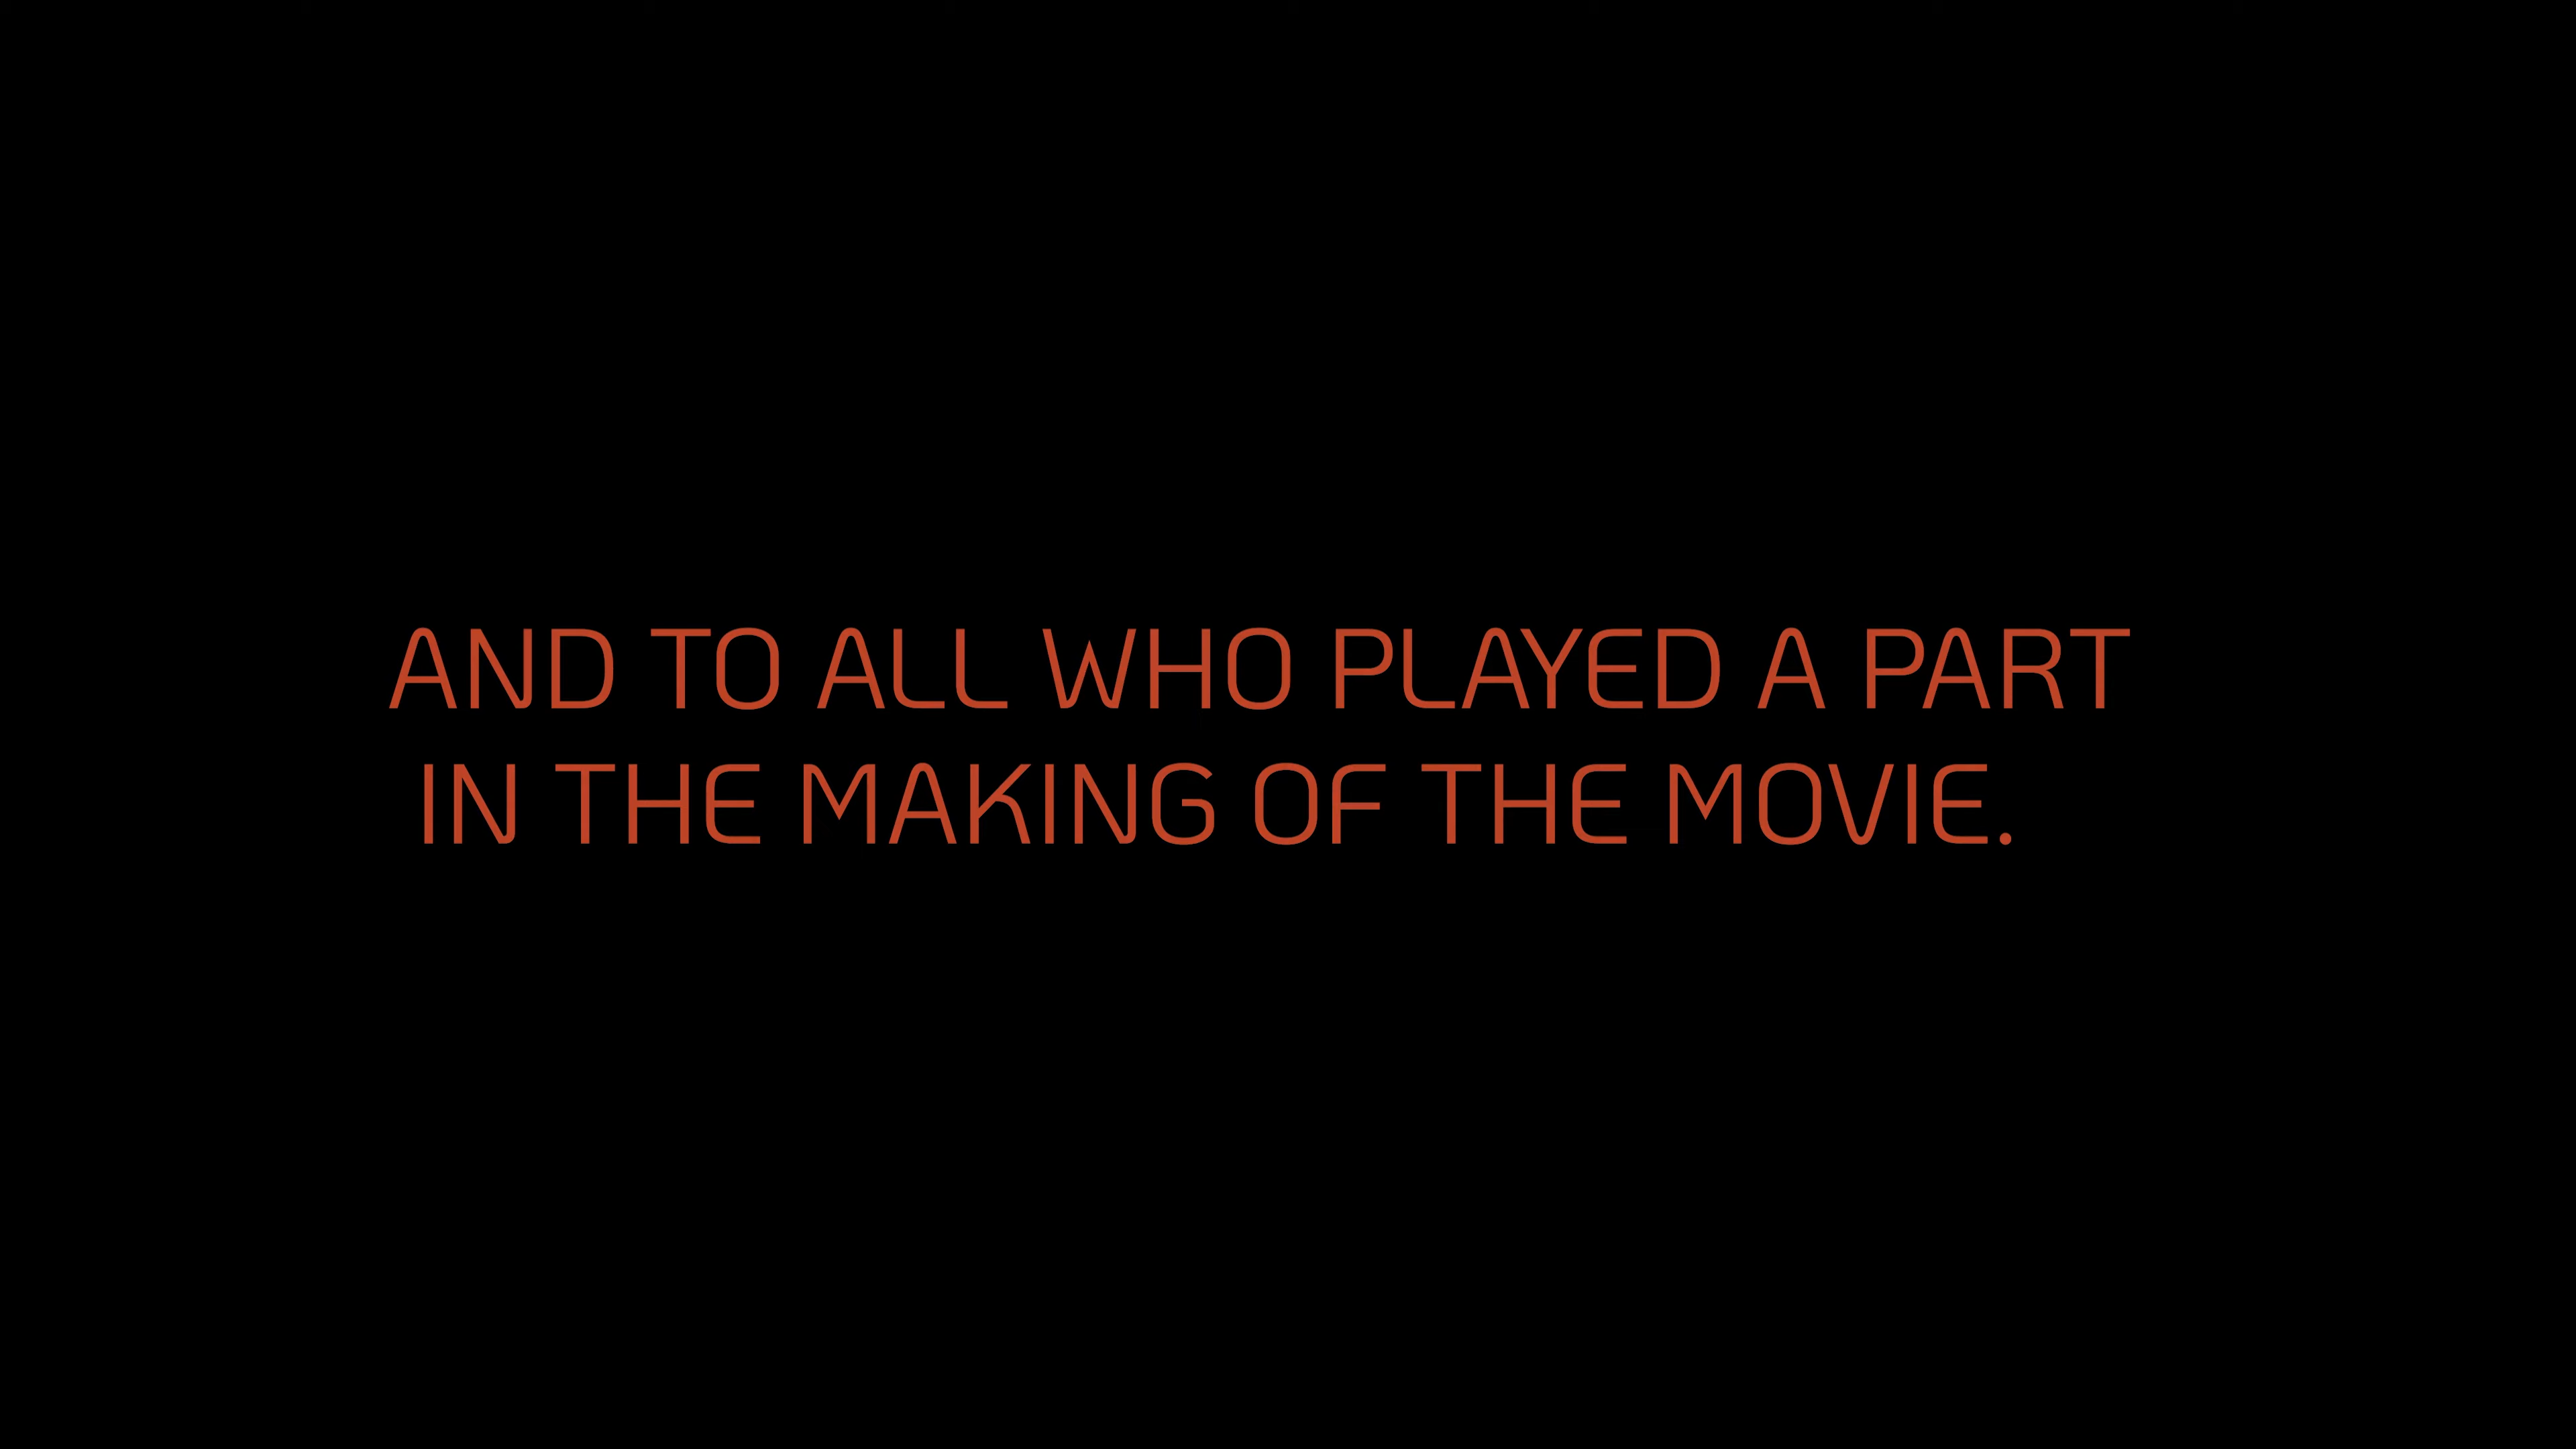 AND TO ALL WHO PLAYED A PART
IN THE MAKING OF THE MOVIE.